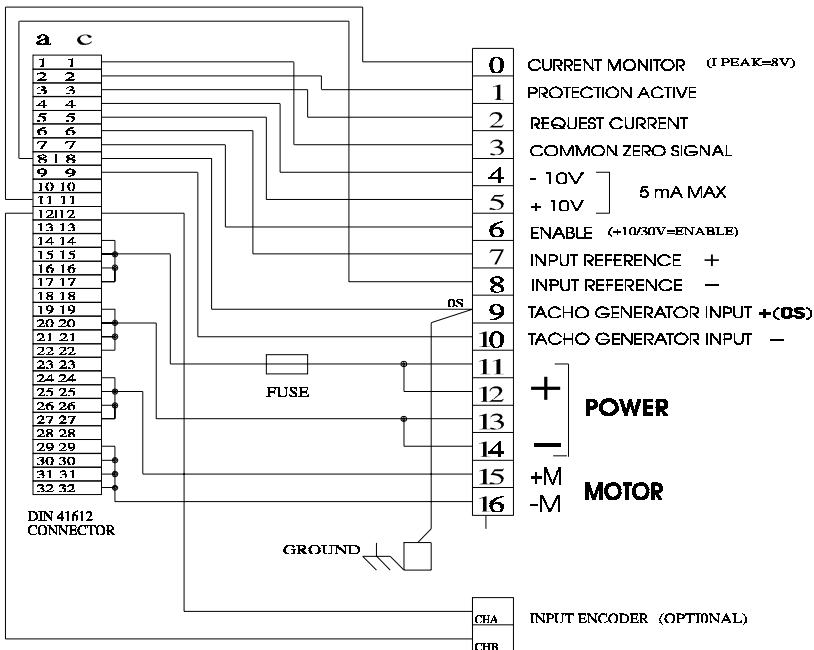 a c
1 1
2 2
3 3
4 4
5 5
6 6
7 7
8 8
9 9
10 10
11 11
12 12
13 13
14 14
15 15
16 16
17 17
18 18
19 19
20 20
21 21
22 22
23 23
24 24
25 25
26 26
27 27
28 28
29 29
30 30
31 31
32 32
DIN 41612
CONNECTOR
FUSE
GROUND
0S
0 CURRENT MONITOR (I PEAK=8V)
1 PROTECTION ACTIVE
2 REQUEST CURRENT
3 COMMON ZERO SIGNAL
4 - 10V
5 + 10V
5 mA MAX
6 ENABLE (+10/30V=ENABLE)
7 INPUT REFERENCE +
8 INPUT REFERENCE −
9 TACHO GENERATOR INPUT +(0S)
10 TACHO GENERATOR INPUT −
11
12 +
13
14 −
POWER
15 +M
16 -M
MOTOR
CHA INPUT ENCODER (OPTI0NAL)
CHB